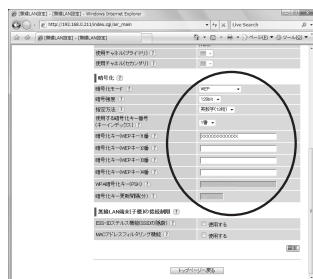 [無線LAN設定] - [無線LAN設定] - Windows Internet Explorer
http://192.168.0.211/index.cgi/lar_main
Live Search
[無線LAN設定] - [無線LAN設定]
ページ(P)
ツール(O)
使用チャネル(プライマリ)
使用チャネル(セカンダリ)
暗号化
暗号化モード
WEP
暗号強度
128bit
指定方法
英数字(13桁)
使用する暗号化キー番号
(キーインデックス)
1番
暗号化キー(WEPキー)1番
XXXXXXXXXXXXX
暗号化キー(WEPキー)2番
暗号化キー(WEPキー)3番
暗号化キー(WEPキー)4番
WPA暗号化キー(PSK)
暗号化キー更新間隔(分)
無線LAN端末(子機)の接続制限
ESS-IDステルス機能(SSIDの隠蔽)
使用する
MACアドレスフィルタリング機能
使用する
設定
トップページへ戻る